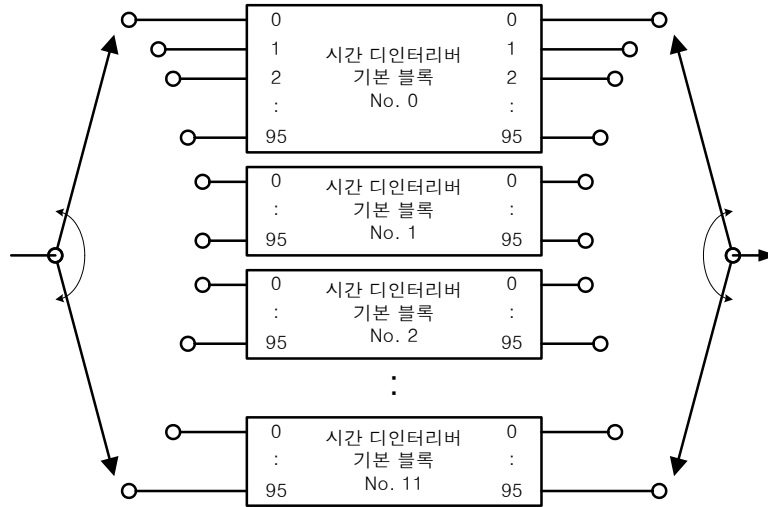 0 0
1 시간 디인터리버 1
2 기본 블록 2
: No. 0 :
95 95
0 시간 디인터리버 0
: 기본 블록 :
95 No. 1 95
0 시간 디인터리버 0
: 기본 블록 :
95 No. 2 95
:
0 시간 디인터리버 0
: 기본 블록 :
95 No. 11 95